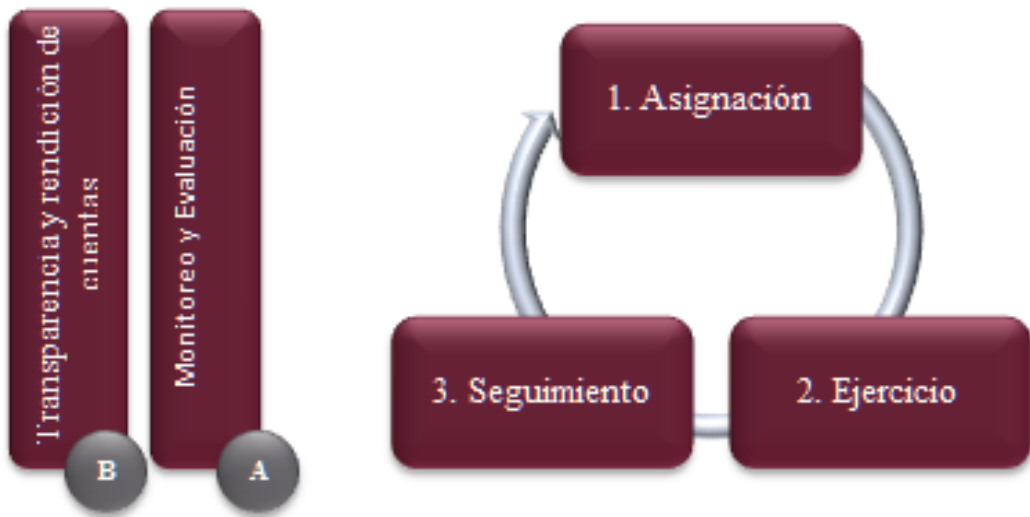 Transparencia y rendición de
cuentas
B
Monitoreo y Evaluación
A
1. Asignación
3. Seguimiento
2. Ejercicio